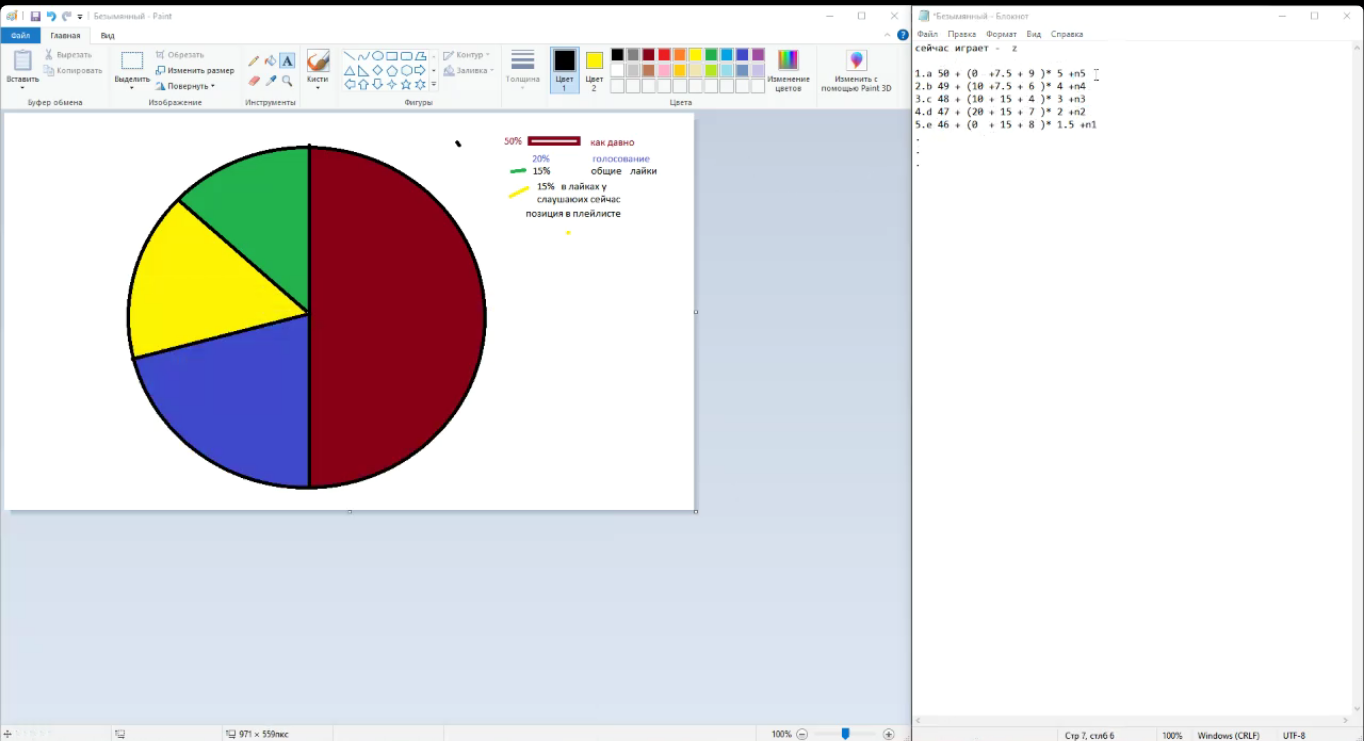 Безымянный - Paint
Файл Главная Вид
Вставить
Вырезать
Копировать
Буфер обмена
Выделить
Обрезать
Изменить размер
Повернуть
Изображение
Инструменты
Кисти
Фигуры
Контур
Заливка
Толщина
Цвет 1
Цвет 2
Цвета
Изменение цветов
Изменить с помощью Paint 3D
50% как давно
20% голосование
15% общие лайки
15% в лайках у
слаушаюих сейчас
позиция в плейлисте
971 × 559пкс
100%
*Безымянный – Блокнот
Файл Правка Формат Вид Справка
сейчас играет - z
1.a 50 + (0 +7.5 + 9 )* 5 +n5
2.b 49 + (10 +7.5 + 6 )* 4 +n4
3.c 48 + (10 + 15 + 4 )* 3 +n3
4.d 47 + (20 + 15 + 7 )* 2 +n2
5.e 46 + (0 + 15 + 8 )* 1.5 +n1
.
.
.
Стр 7, стлб 6 100% Windows (CRLF) UTF-8